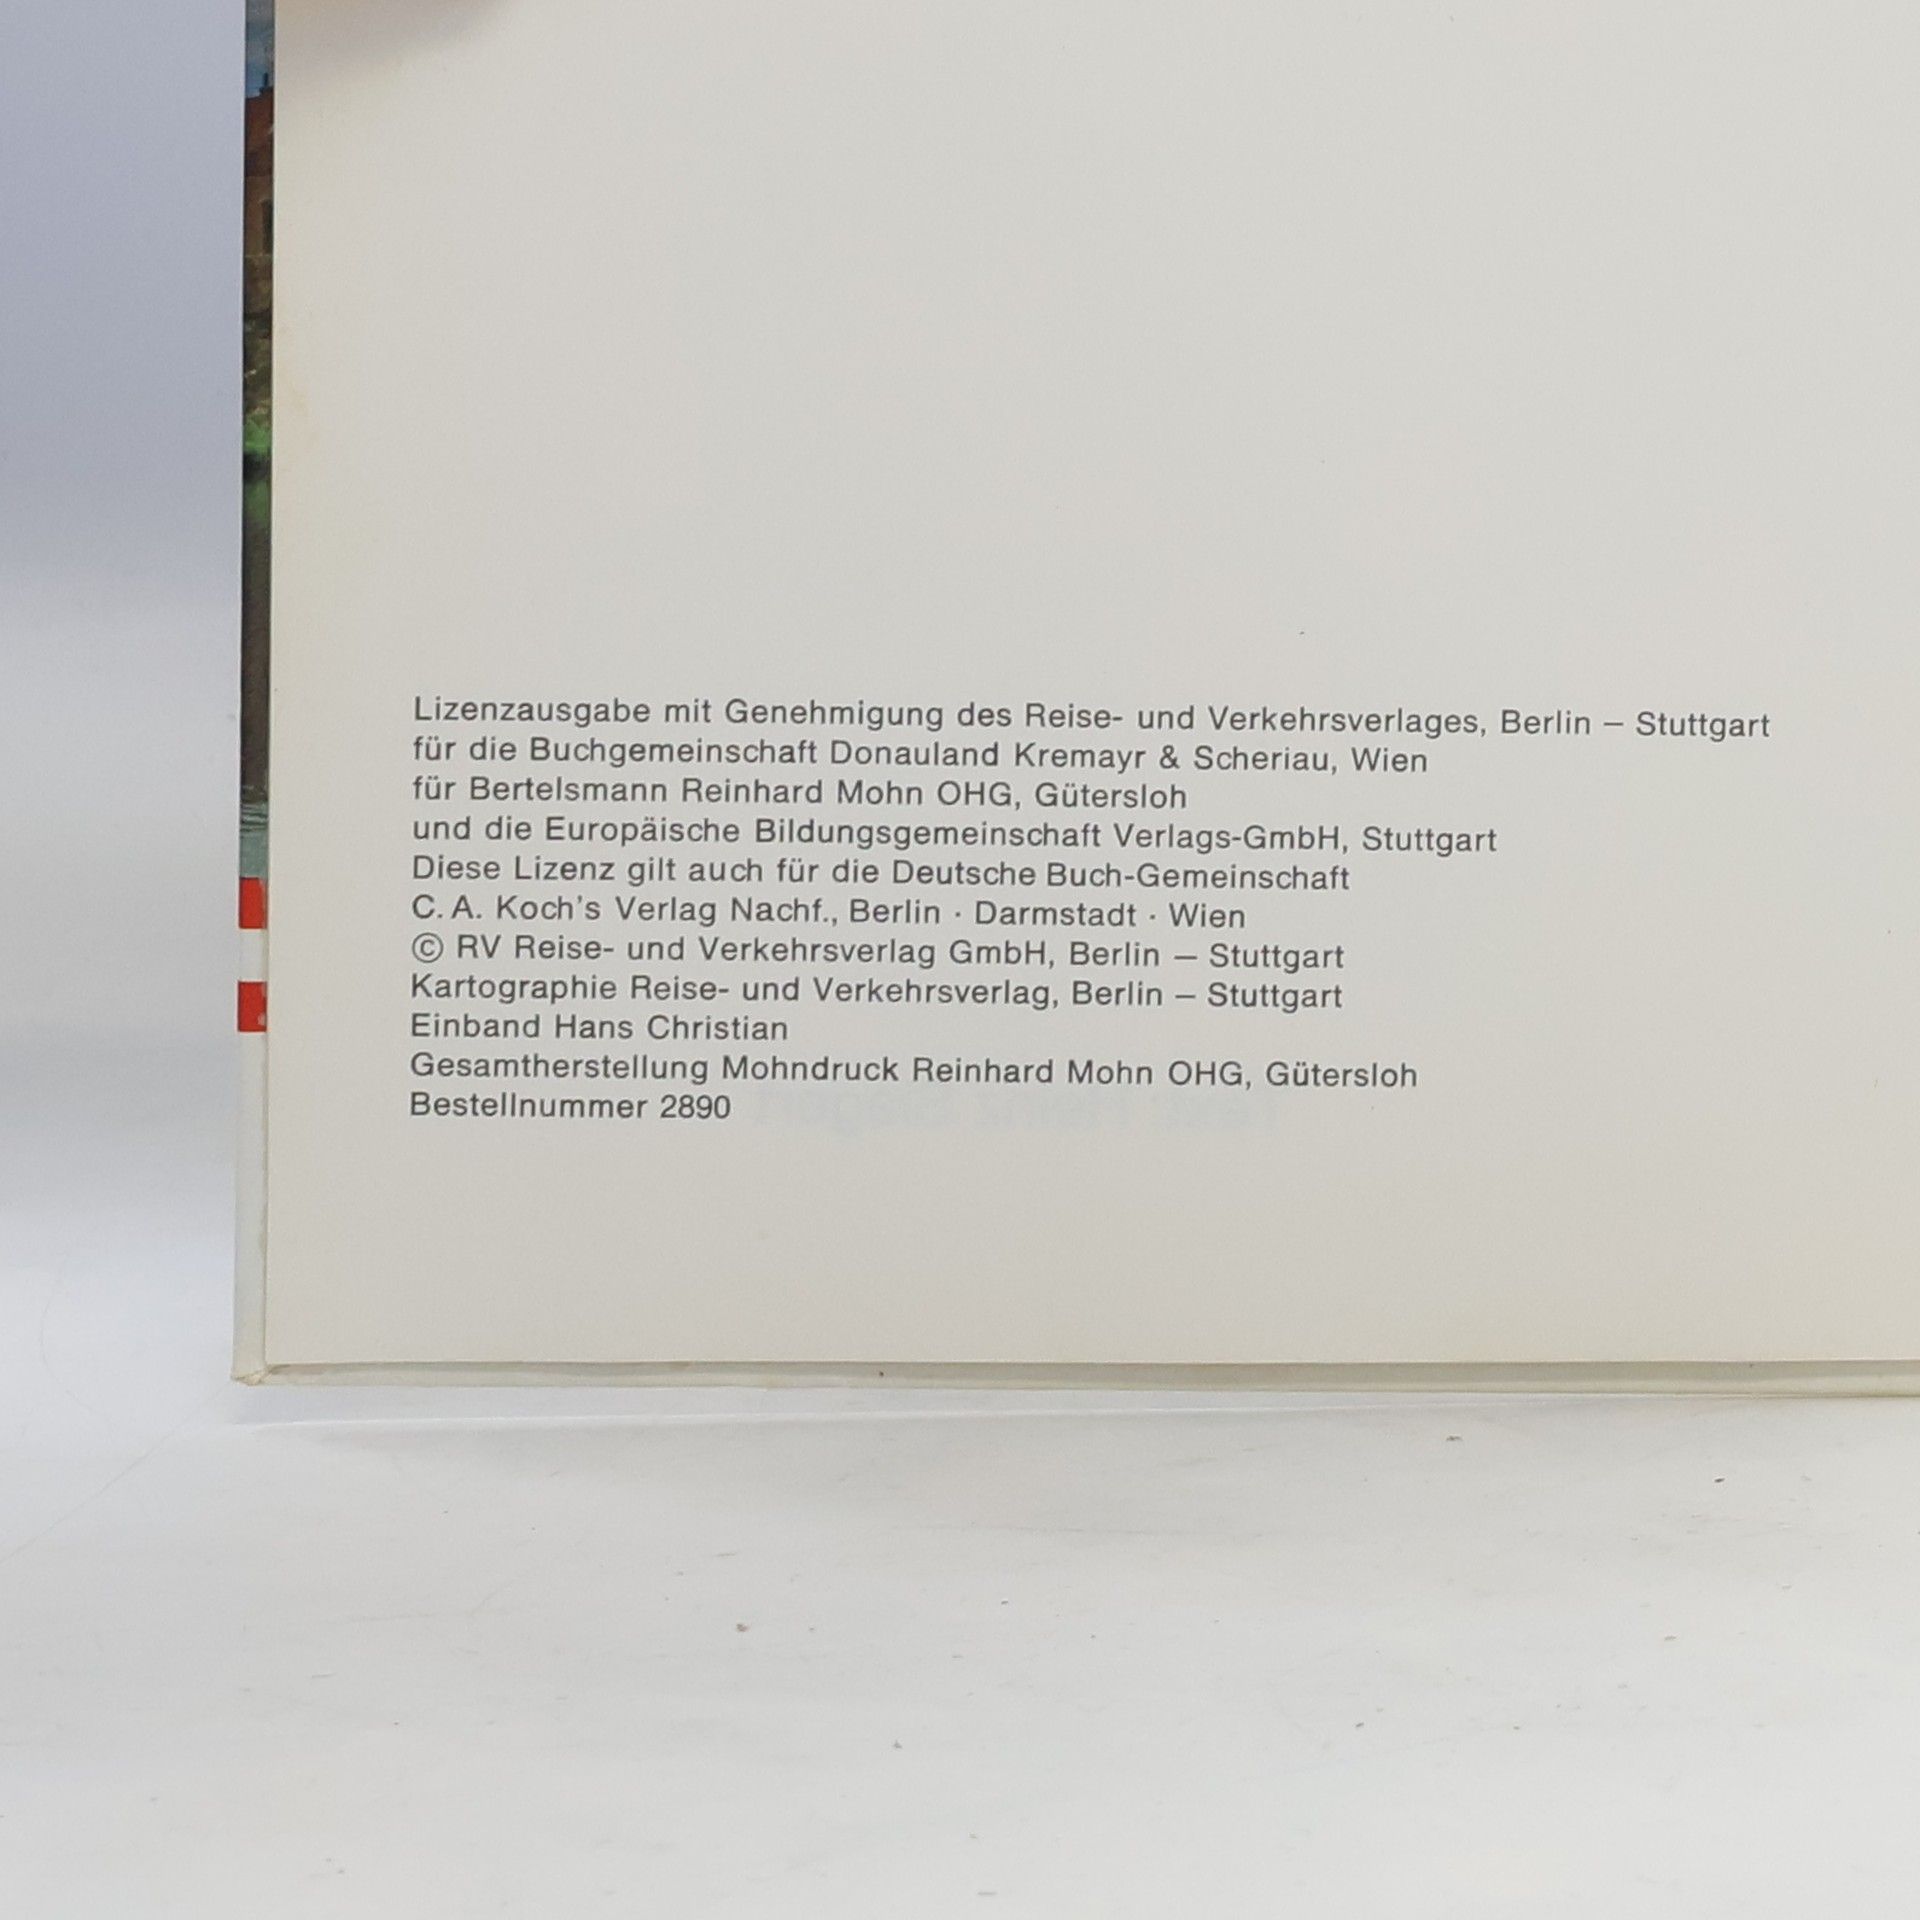 Lizenzausgabe mit Genehmigung des Reise- und Verkehrsverlages, Berlin – Stuttgart
für die Buchgemeinschaft Donauland Kremayr & Scheriau, Wien
für Bertelsmann Reinhard Mohn OHG, Gütersloh
und die Europäische Bildungsgemeinschaft Verlags-GmbH, Stuttgart
Diese Lizenz gilt auch für die Deutsche Buch-Gemeinschaft
C. A. Koch's Verlag Nachf., Berlin · Darmstadt · Wien
© RV Reise- und Verkehrsverlag GmbH, Berlin – Stuttgart
Kartographie Reise- und Verkehrsverlag, Berlin – Stuttgart
Einband Hans Christian
Gesamtherstellung Mohndruck Reinhard Mohn OHG, Gütersloh
Bestellnummer 2890